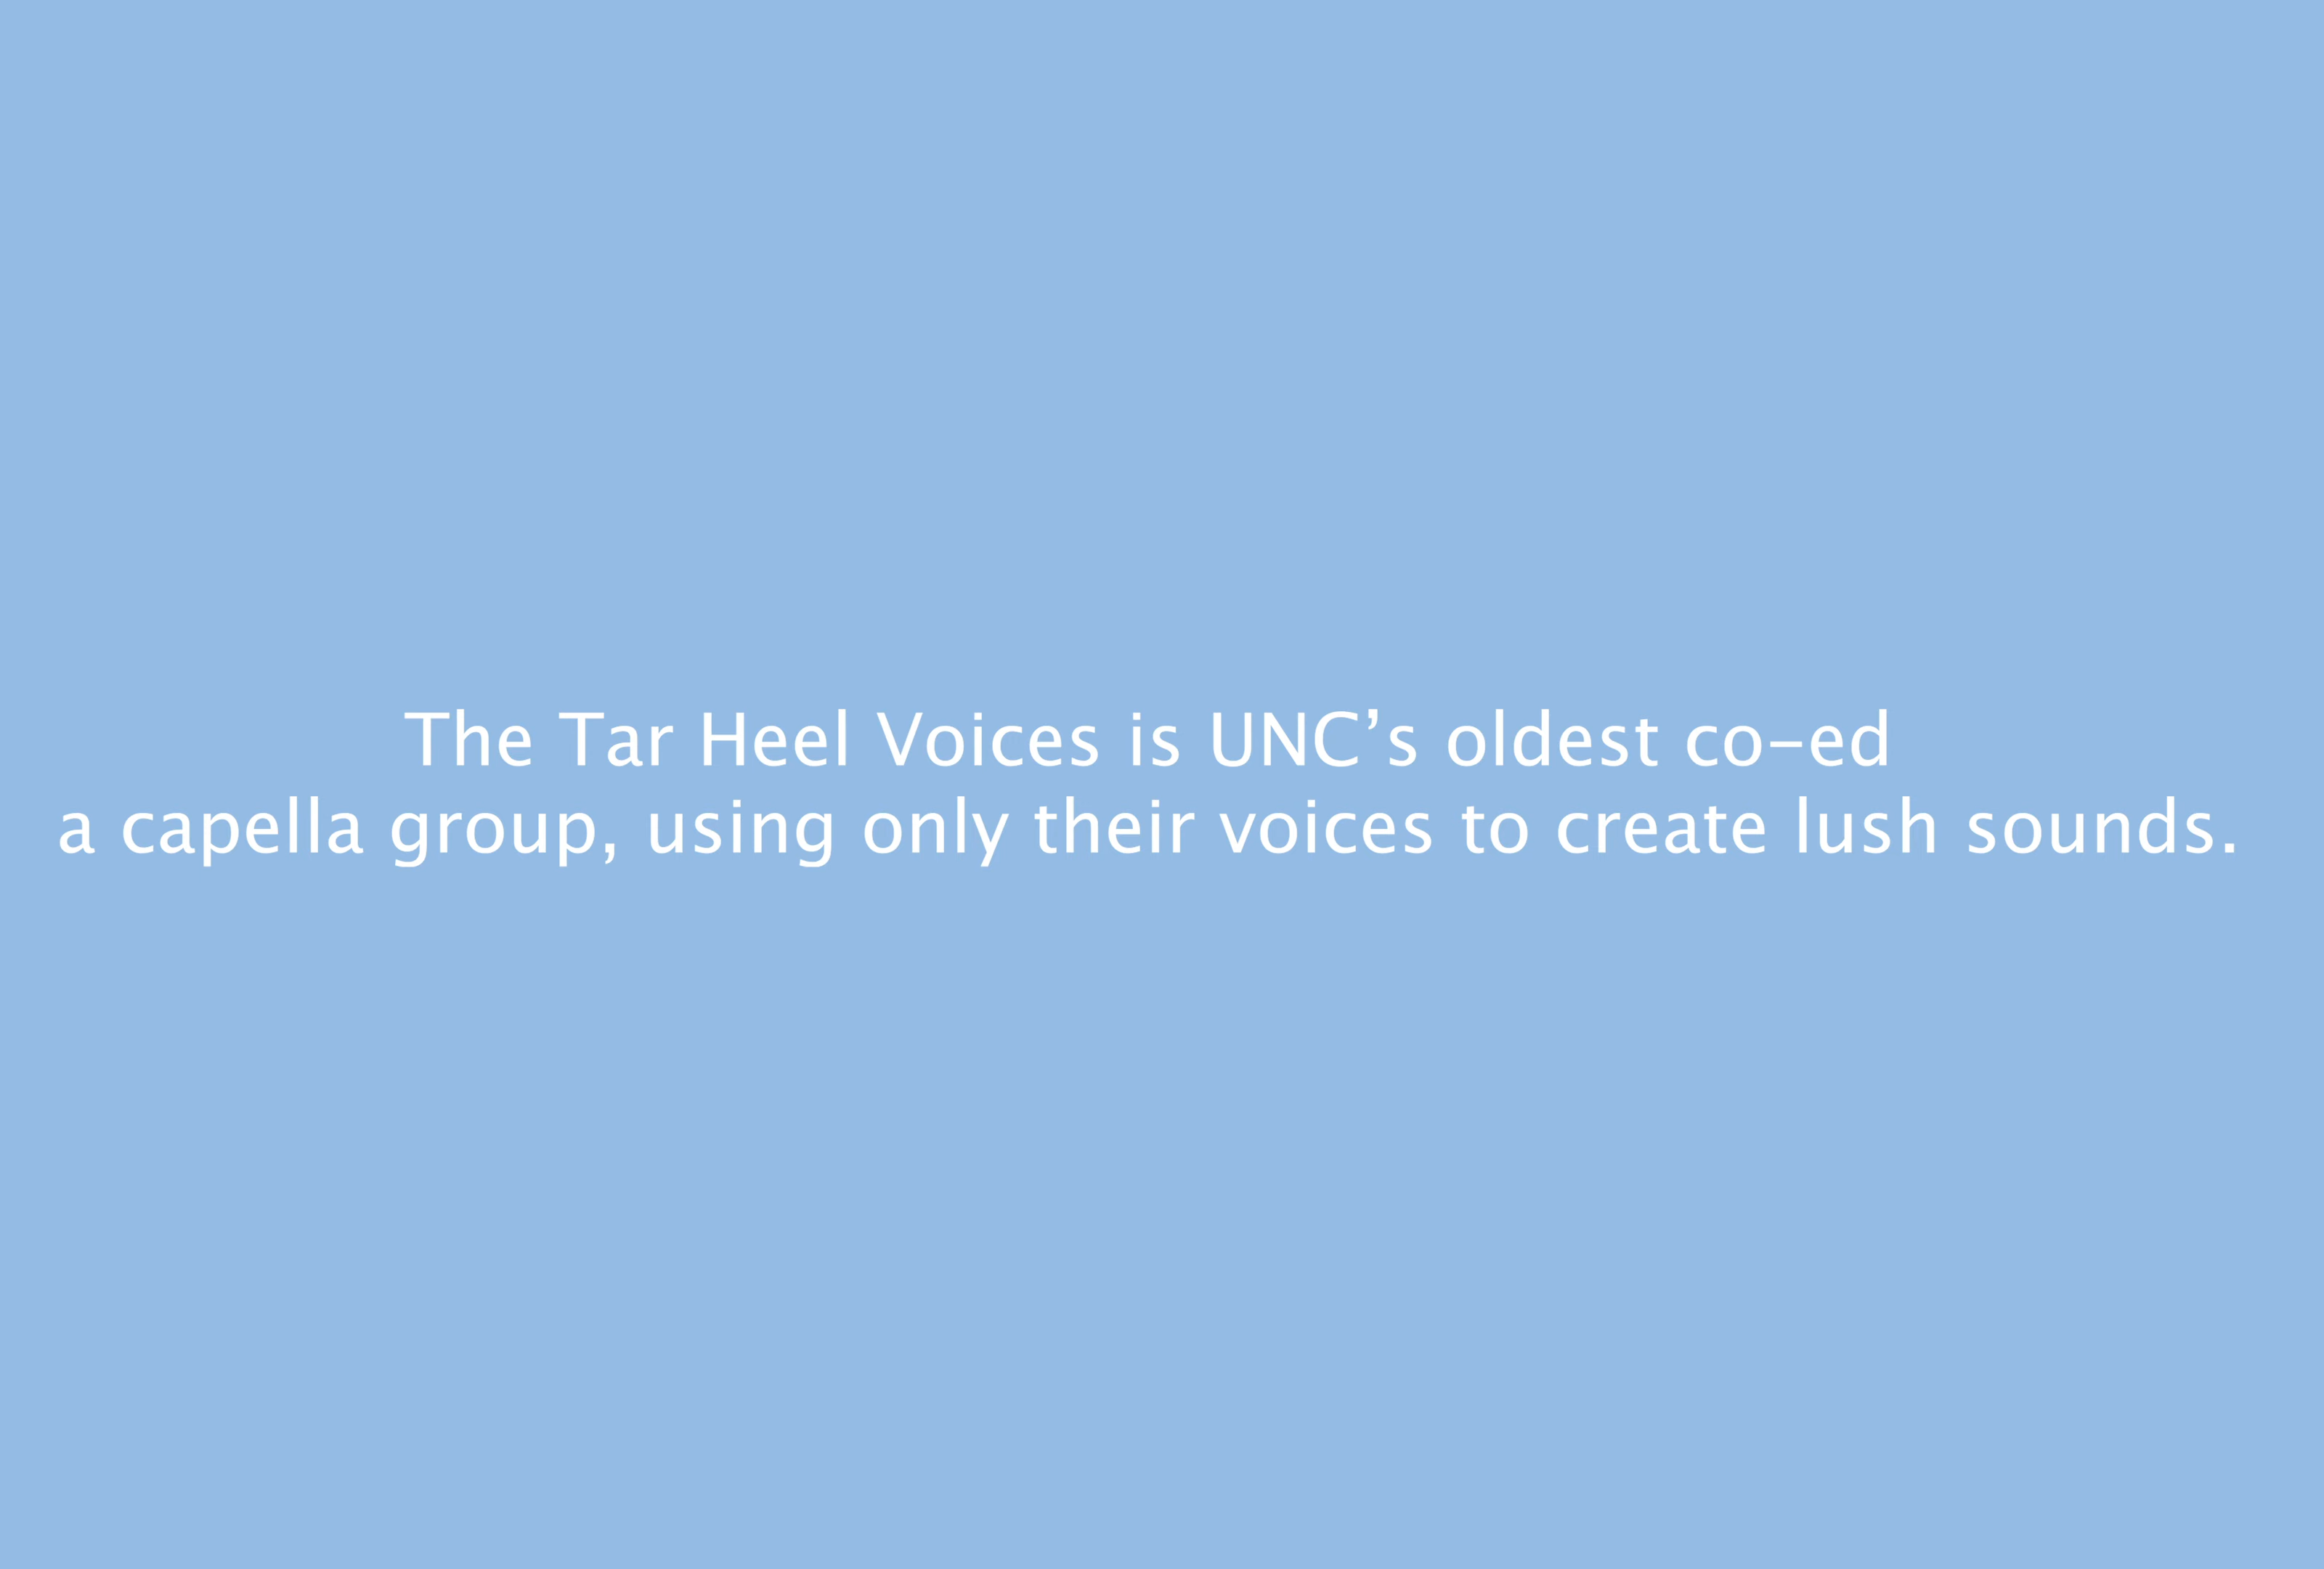 The Tar Heel Voices is UNC’s oldest co–ed
a capella group, using only their voices to create lush sounds.